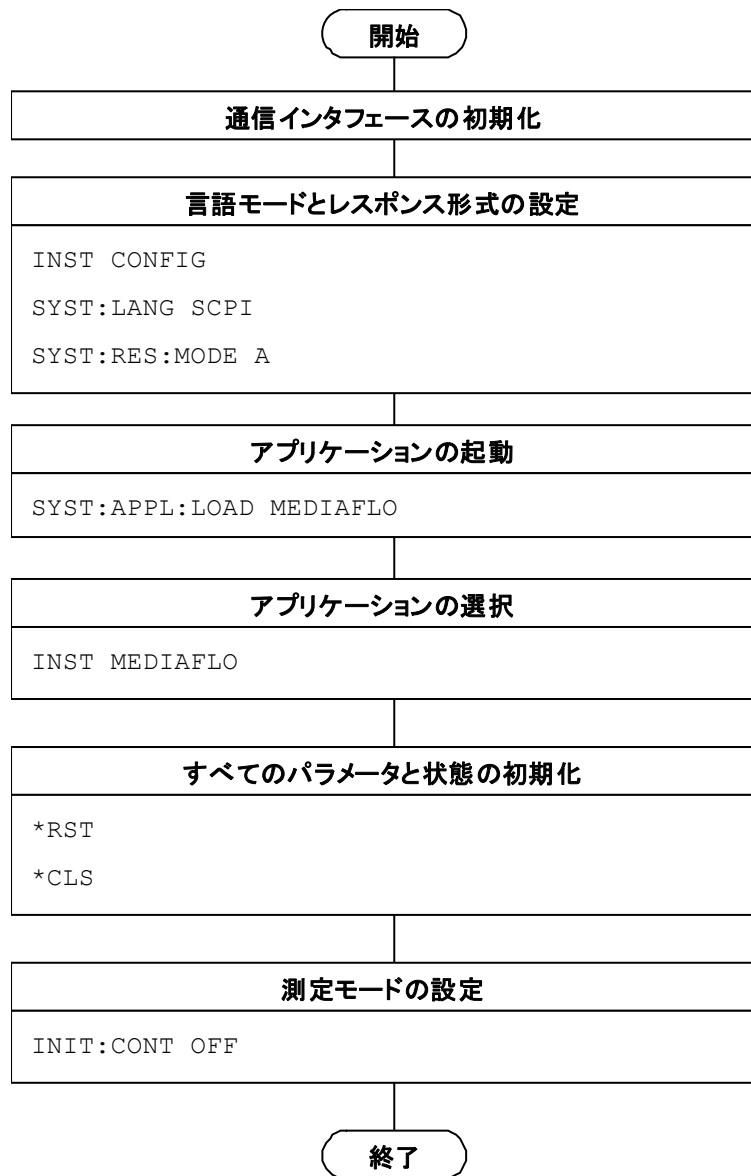 開始
通信インタフェースの初期化
言語モードとレスポンス形式の設定
INST CONFIG
SYST:LANG SCPI
SYST:RES:MODE A
アプリケーションの起動
SYST:APPL:LOAD MEDIAFLO
アプリケーションの選択
INST MEDIAFLO
すべてのパラメータと状態の初期化
*RST
*CLS
測定モードの設定
INIT:CONT OFF
終了